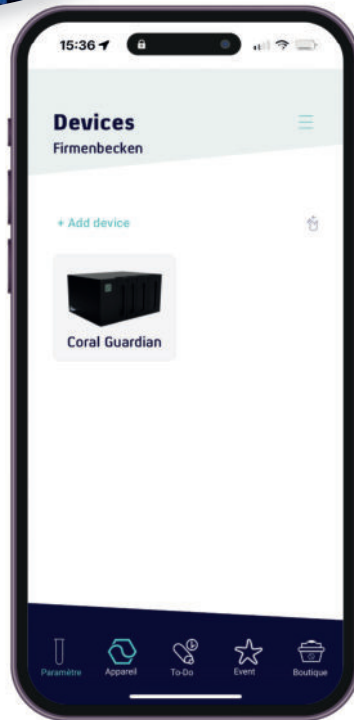 15:36
Devices
Firmenbecken
+ Add device
Coral Guardian
Paramètre
Appareil
To-Do
Event
Boutique